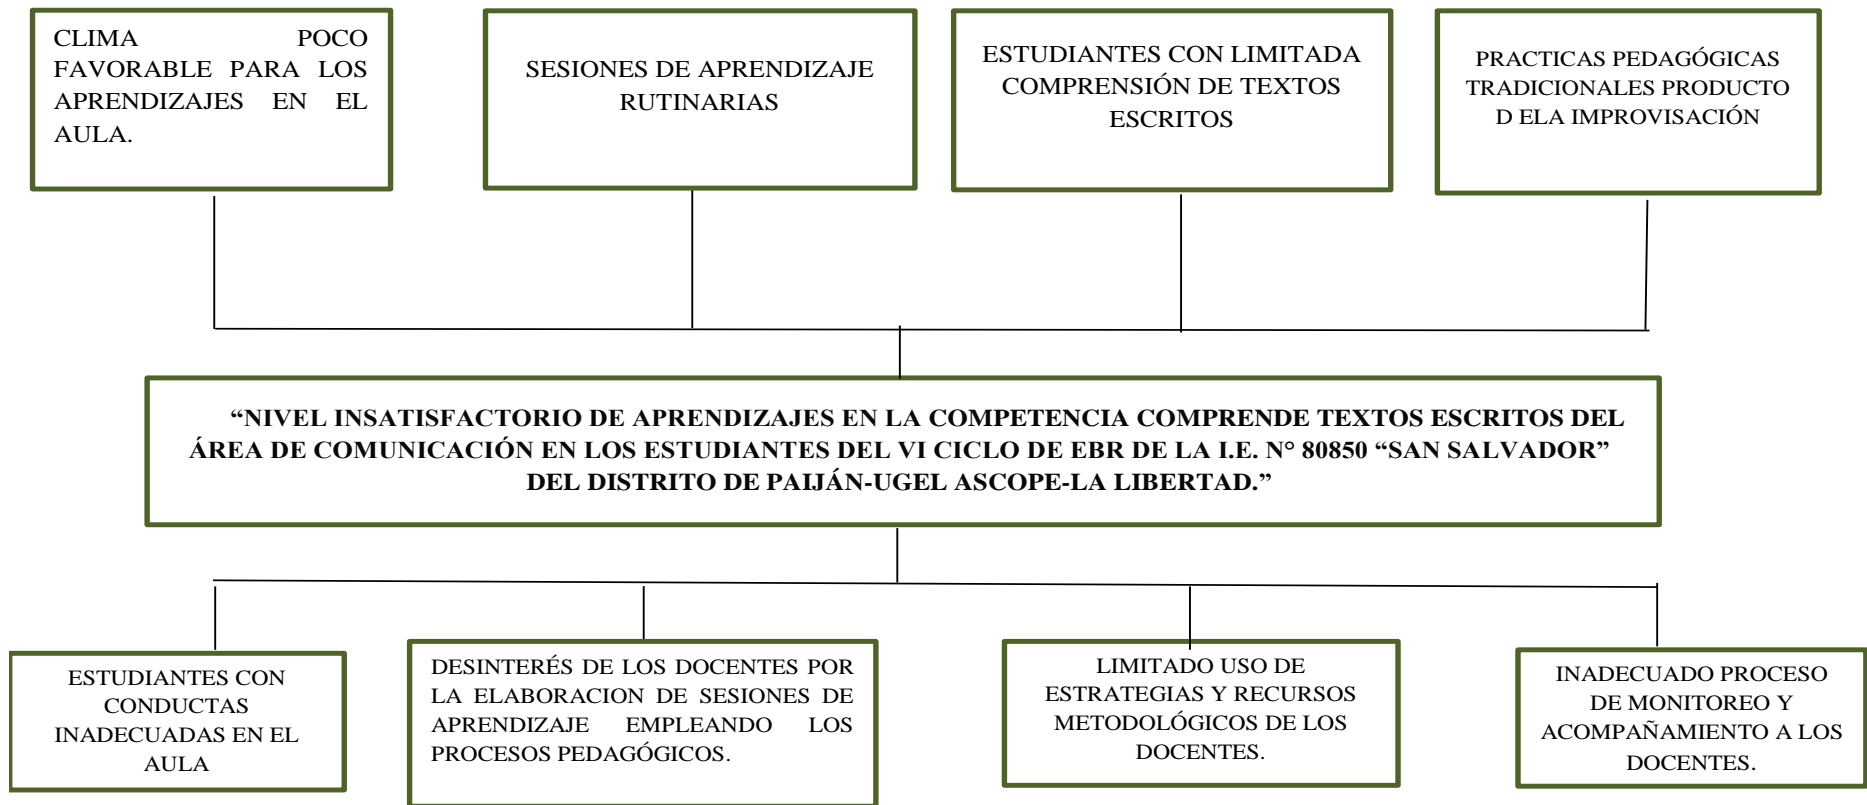 CLIMA POCO
FAVORABLE PARA LOS
APRENDIZAJES EN EL
AULA.
SESIONES DE APRENDIZAJE
RUTINARIAS
ESTUDIANTES CON LIMITADA
COMPRENSIÓN DE TEXTOS
ESCRITOS
PRACTICAS PEDAGÓGICAS
TRADICIONALES PRODUCTO
D ELA IMPROVISACIÓN
“NIVEL INSATISFACTORIO DE APRENDIZAJES EN LA COMPETENCIA COMPRENDE TEXTOS ESCRITOS DEL
ÁREA DE COMUNICACIÓN EN LOS ESTUDIANTES DEL VI CICLO DE EBR DE LA I.E. N° 80850 “SAN SALVADOR”
DEL DISTRITO DE PAIJÁN-UGEL ASCOPE-LA LIBERTAD.”
ESTUDIANTES CON
CONDUCTAS
INADECUADAS EN EL
AULA
DESINTERÉS DE LOS DOCENTES POR
LA ELABORACION DE SESIONES DE
APRENDIZAJE EMPLEANDO LOS
PROCESOS PEDAGÓGICOS.
LIMITADO USO DE
ESTRATEGIAS Y RECURSOS
METODOLÓGICOS DE LOS
DOCENTES.
INADECUADO PROCESO
DE MONITOREO Y
ACOMPAÑAMIENTO A LOS
DOCENTES.